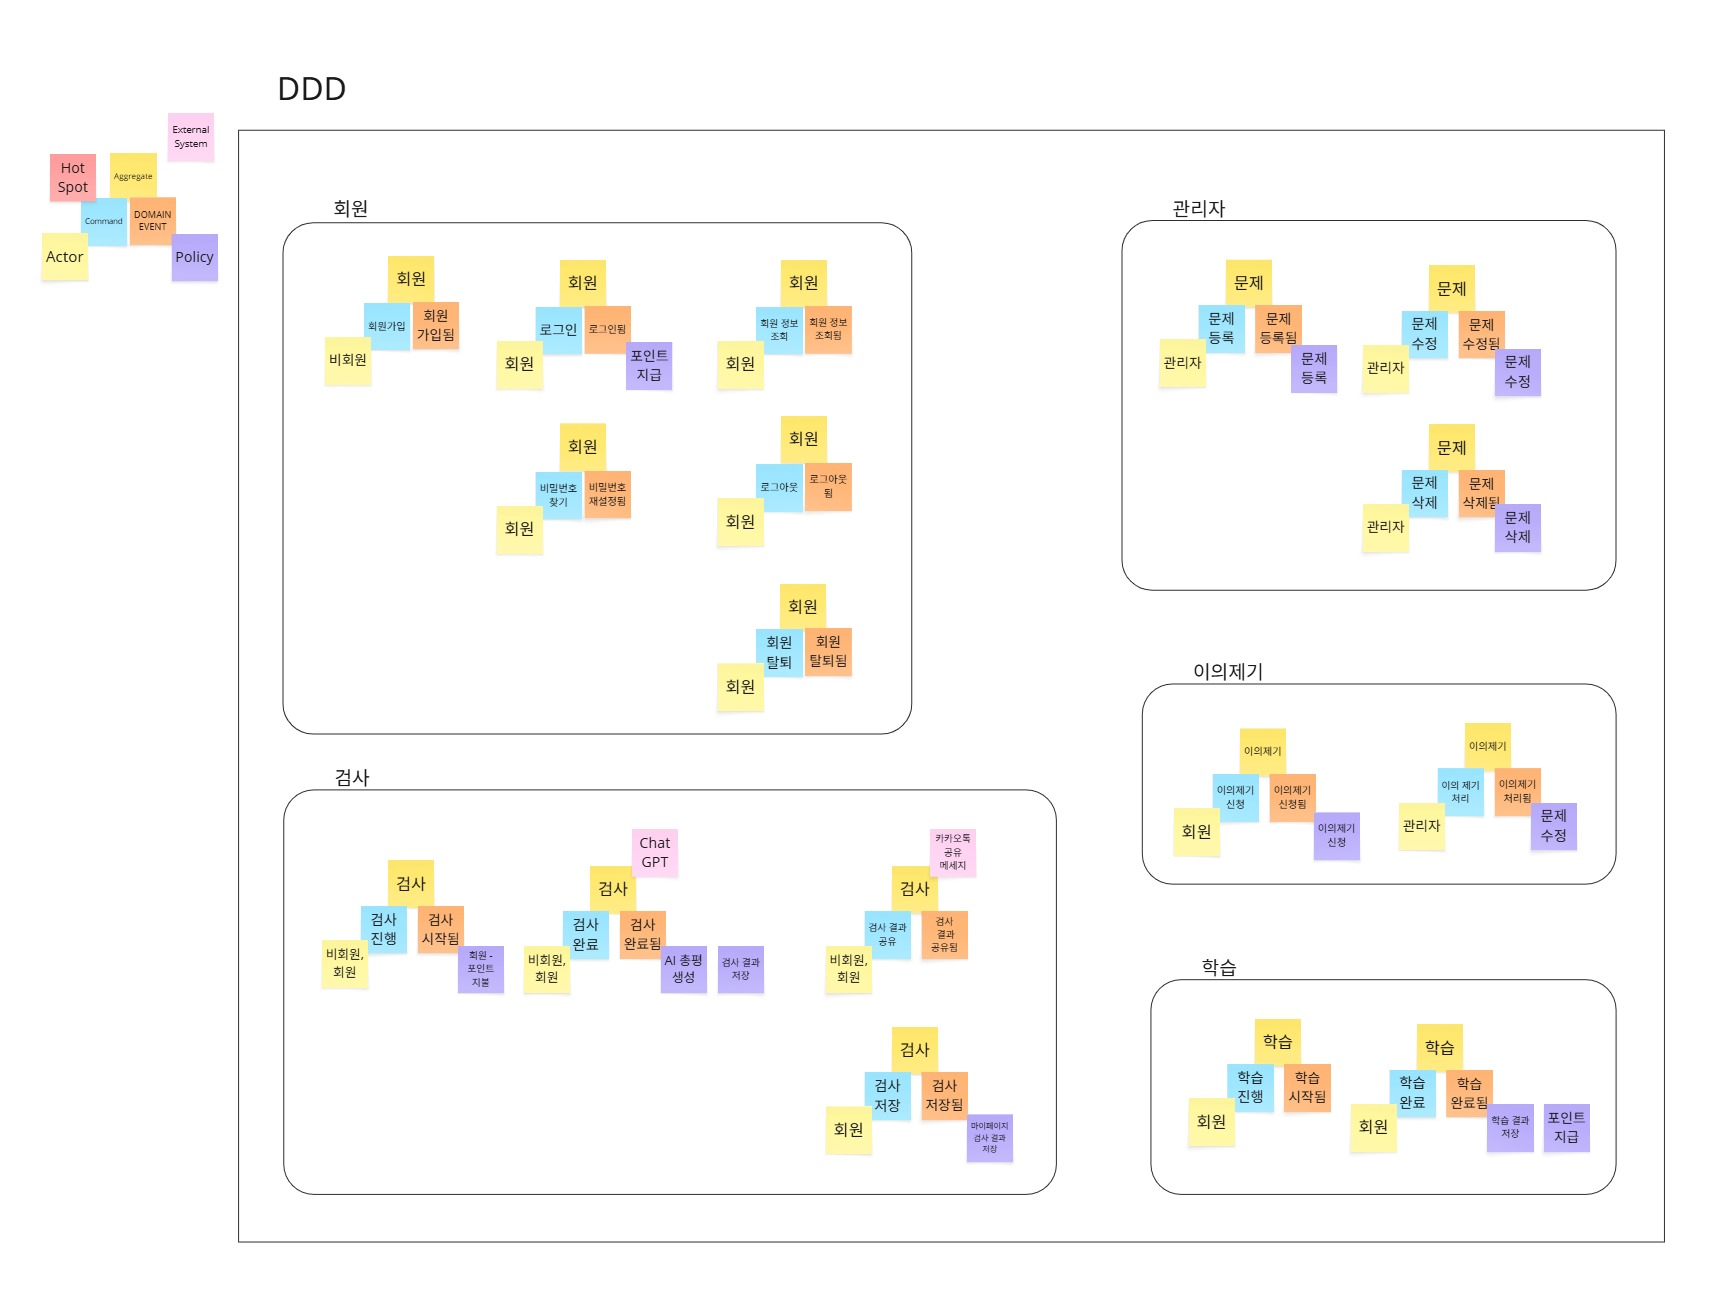 DDD
External
System
Hot
Spot
Aggregate
Command
DOMAIN
EVENT
Actor
Policy
회원
회원
회원가입
회원
가입됨
비회원
회원
로그인
로그인됨
회원
포인트
지급
회원
회원 정보
조회
회원 정보
조회됨
회원
회원
비밀번호
찾기
비밀번호
재설정됨
회원
회원
로그아웃
로그아웃
됨
회원
회원
회원
탈퇴
회원
탈퇴됨
회원
관리자
문제
문제
등록
문제
등록됨
관리자
문제
등록
문제
문제
수정
문제
수정됨
관리자
문제
수정
문제
문제
삭제
문제
삭제됨
관리자
문제
삭제
이의제기
이의제기
이의제기
신청
이의제기
신청됨
회원
이의제기
신청
이의제기
이의 제기
처리
이의제기
처리됨
관리자
문제
수정
검사
검사
검사
진행
검사
시작됨
비회원,
회원
회원 -
포인트
지불
Chat
GPT
검사
검사
완료
검사
완료됨
비회원,
회원
AI 총평
생성
검사 결과
저장
카카오톡
공유
메세지
검사
검사 결과
공유
검사
결과
공유됨
비회원,
회원
검사
검사
저장
검사
저장됨
회원
마이페이지
검사 결과
저장
학습
학습
학습
진행
학습
시작됨
회원
학습
학습
완료
학습
완료됨
회원
학습 결과
저장
포인트
지급